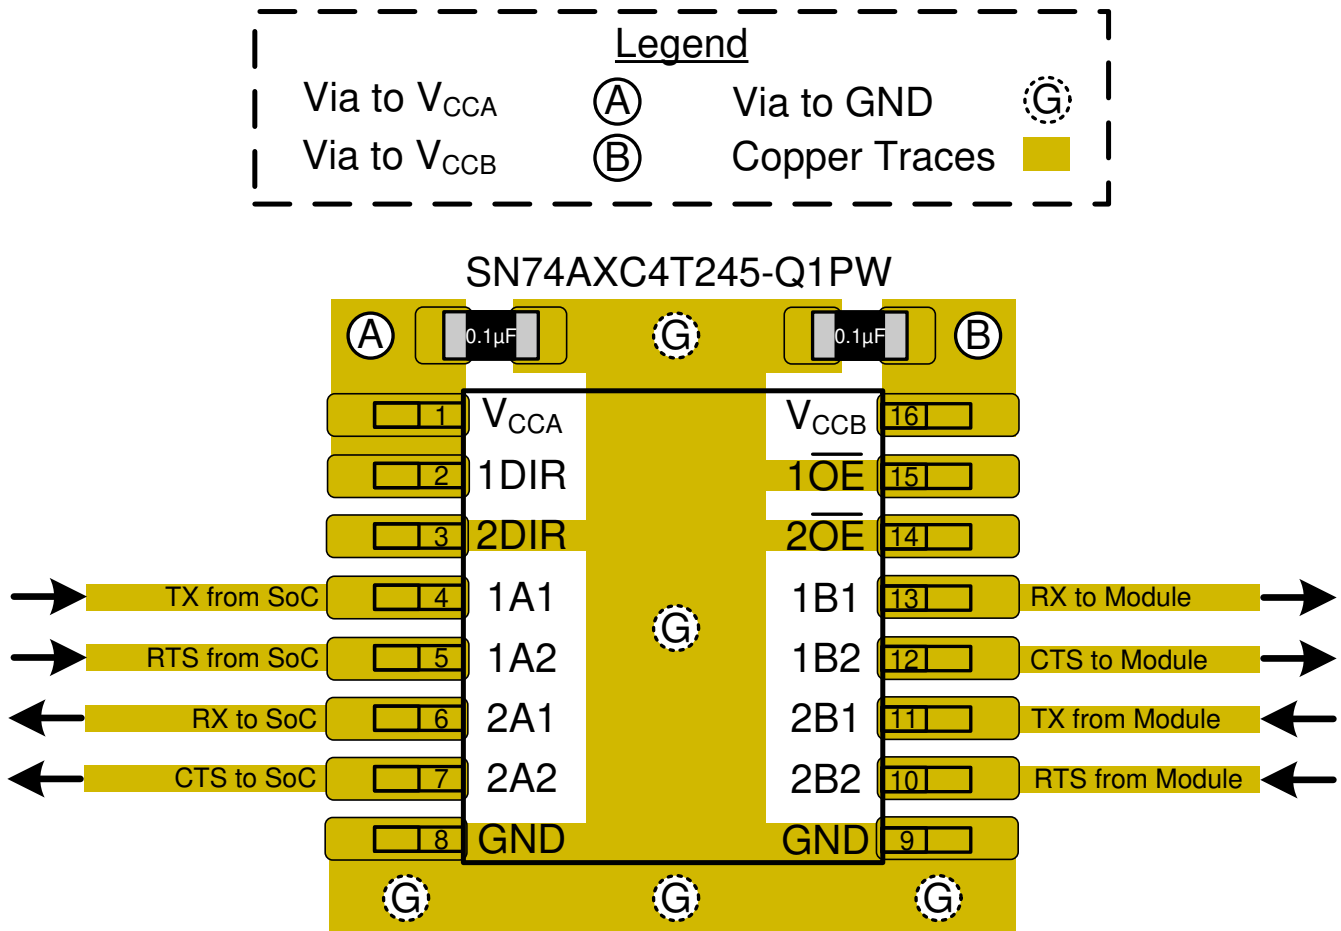 Legend
Via to VCCA A Via to GND G
Via to VCCB B Copper Traces
SN74AXC4T245-Q1PW
A 0.1µF G 0.1µF B
1 VCCA VCCB 16
2 1DIR 1OE 15
3 2DIR 2OE 14
TX from SoC 4 1A1 1B1 13 RX to Module
G
RTS from SoC 5 1A2 1B2 12 CTS to Module
RX to SoC 6 2A1 2B1 11 TX from Module
CTS to SoC 7 2A2 2B2 10 RTS from Module
8 GND GND 9
G G G